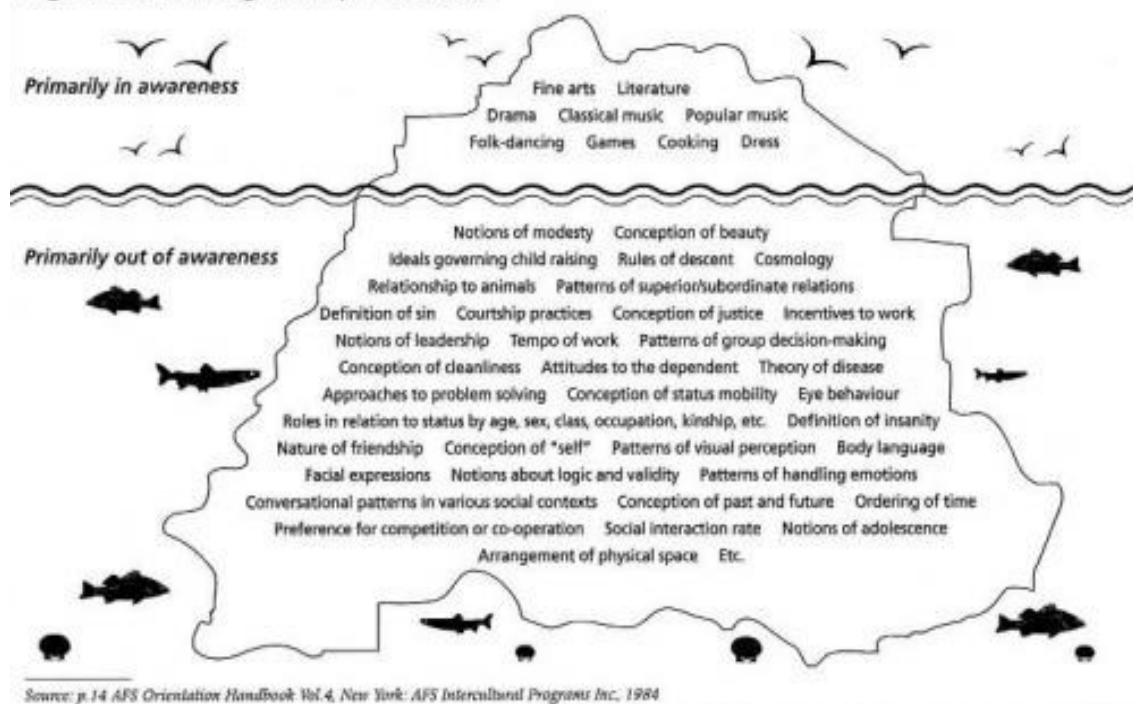 Primarily in awareness
Fine arts Literature
Drama Classical music Popular music
Folk-dancing Games Cooking Dress
Primarily out of awareness
Notions of modesty Conception of beauty
Ideals governing child raising Rules of descent Cosmology
Relationship to animals Patterns of superior/subordinate relations
Definition of sin Courtship practices Conception of justice Incentives to work
Notions of leadership Tempo of work Patterns of group decision-making
Conception of cleanliness Attitudes to the dependent Theory of disease
Approaches to problem solving Conception of status mobility Eye behaviour
Roles in relation to status by age, sex, class, occupation, kinship, etc. Definition of insanity
Nature of friendship Conception of "self" Patterns of visual perception Body language
Facial expressions Notions about logic and validity Patterns of handling emotions
Conversational patterns in various social contexts Conception of past and future Ordering of time
Preference for competition or co-operation Social interaction rate Notions of adolescence
Arrangement of physical space Etc.
Source: p.14 AFS Orientation Handbook Vol.4, New York: AFS Intercultural Programs Inc., 1984